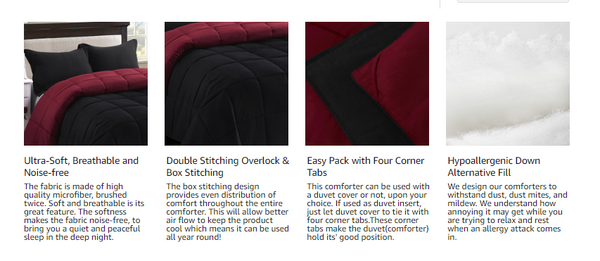 Ultra-Soft, Breathable and
Noise-free
The fabric is made of high
quality microfiber, brushed
twice. Soft and breathable is its
great feature. The softness
makes the fabric noise-free, to
bring you a quiet and peaceful
sleep in the deep night.
Double Stitching Overlock &
Box Stitching
The box stitching design
provides even distribution of
comfort throughout the entire
comforter. This will allow better
air flow to keep the product
cool which means it can be used
all year round!
Easy Pack with Four Corner
Tabs
This comforter can be used with
a duvet cover or not, upon your
choice. If used as duvet insert,
just let duvet cover to tie it with
four corner tabs.These corner
tabs make the duvet(comforter)
hold its' good position.
Hypoallergenic Down
Alternative Fill
We design our comforters to
withstand dust, dust mites, and
mildew. We understand how
annoying it may get while you
are trying to relax and rest
when an allergy attack comes
in.